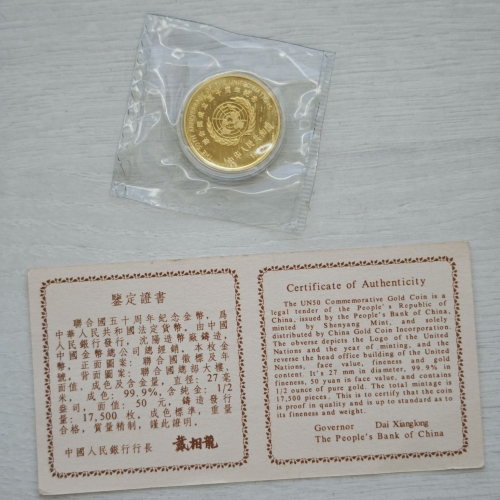 中华人民共和国
鉴定證書
聯合國五十周年紀念金幣，爲
中華人民共和國法定貨幣，由中國
人民銀行發行，沈陽造幣廠鑄造，
中國金幣總公司總經銷。本枚金
幣，正面圖案：聯合國徽標及年
號，背面圖案：聯合國總部大樓，
面值，成色及含金量，直徑：27毫
米，成色：99.9%，含純金：1/2
盎司，面值：50元，鑄造發行
量：17,500枚，成色標準，重量
合格，質量精制，謹此證明。
中國人民銀行行長
戴相龍
Certificate of Authenticity
The UN50 Commemorative Gold Coin is a
legal tender of the People's Republic of
China, issued by the People's Bank of China,
minted by Shenyang Mint, and solely
distributed by China Gold Coin Incorporation.
The obverse depicts the Logo of the United
Nations and the year of minting, and the
reverse the head office building of the United
Nations, face value, fineness and gold
content. It's 27 mm in diameter, 99.9% in
fineness, 50 yuan in face value, and contains
1/2 ounce of pure gold. The total mintage is
17,500 pieces. This is to certify that the coin
is proof in quality and is up to standard as to
its fineness and weight.
Governor Dai Xianglong
The People's Bank of China